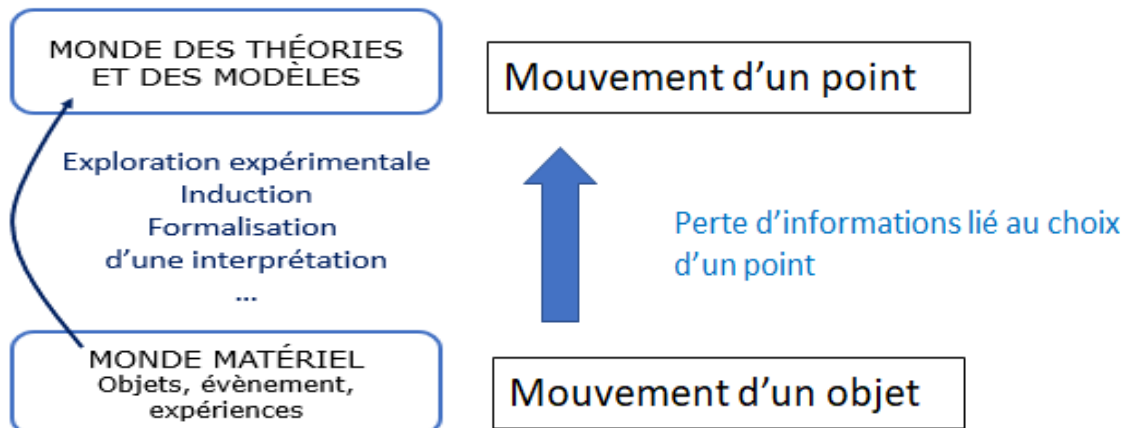 MONDE DES THÉORIES
ET DES MODÈLES
Mouvement d'un point
Exploration expérimentale
Induction
Formalisation
d'une interprétation
...
Perte d'informations lié au choix
d'un point
MONDE MATÉRIEL
Objets, évènement,
expériences
Mouvement d'un objet